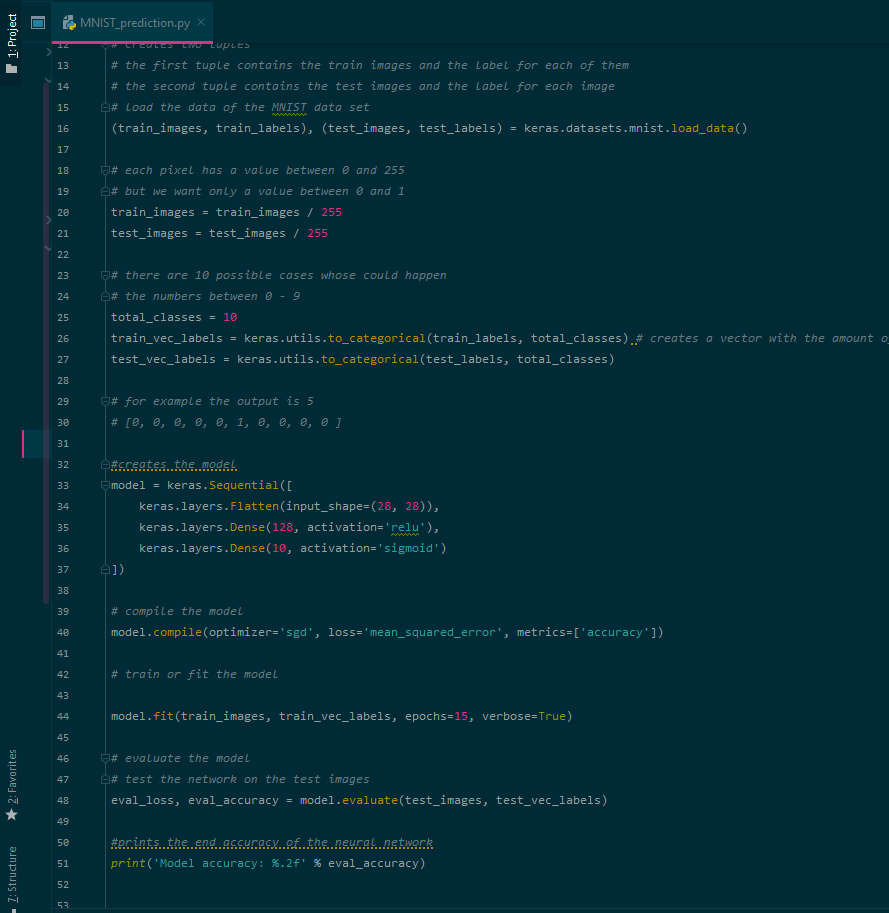 1: Project
MNIST_prediction.py
12 # creates two tuples
13 # the first tuple contains the train images and the label for each of them
14 # the second tuple contains the test images and the label for each image
15 # load the data of the MNIST data set
16 (train_images, train_labels), (test_images, test_labels) = keras.datasets.mnist.load_data()
17
18 # each pixel has a value between 0 and 255
19 # but we want only a value between 0 and 1
20 train_images = train_images / 255
21 test_images = test_images / 255
22
23 # there are 10 possible cases whose could happen
24 # the numbers between 0 - 9
25 total_classes = 10
26 train_vec_labels = keras.utils.to_categorical(train_labels, total_classes) # creates a vector with the amount of
27 test_vec_labels = keras.utils.to_categorical(test_labels, total_classes)
28
29 # for example the output is 5
30 # [0, 0, 0, 0, 0, 1, 0, 0, 0, 0 ]
31
32 #creates the model
33 model = keras.Sequential([
34     keras.layers.Flatten(input_shape=(28, 28)),
35     keras.layers.Dense(128, activation='relu'),
36     keras.layers.Dense(10, activation='sigmoid')
37 ])
38
39 # compile the model
40 model.compile(optimizer='sgd', loss='mean_squared_error', metrics=['accuracy'])
41
42 # train or fit the model
43
44 model.fit(train_images, train_vec_labels, epochs=15, verbose=True)
45
46 # evaluate the model
47 # test the network on the test images
48 eval_loss, eval_accuracy = model.evaluate(test_images, test_vec_labels)
49
50 #prints the end accuracy of the neural network
51 print('Model accuracy: %.2f' % eval_accuracy)
52
53
2: Favorites
7: Structure